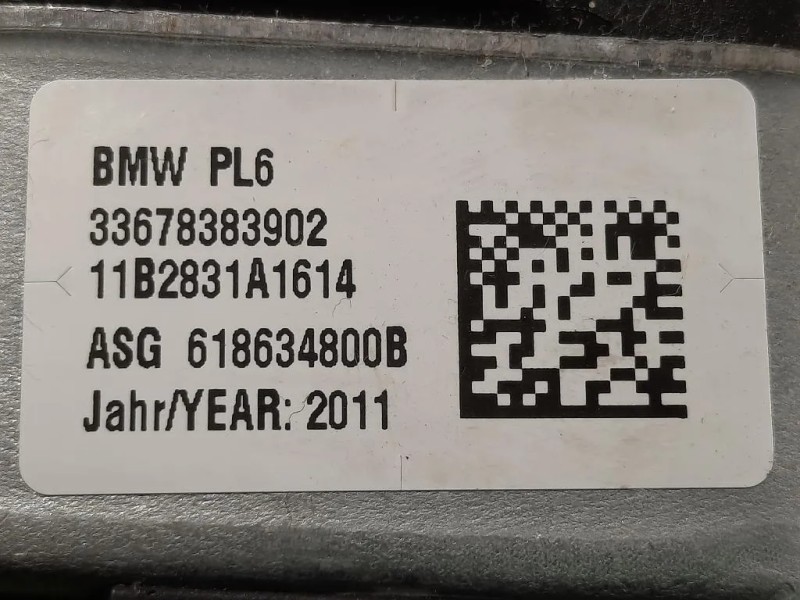 BMW PL6
33678383902
11B2831A1614
ASG 618634800B
Jahr/YEAR: 2011